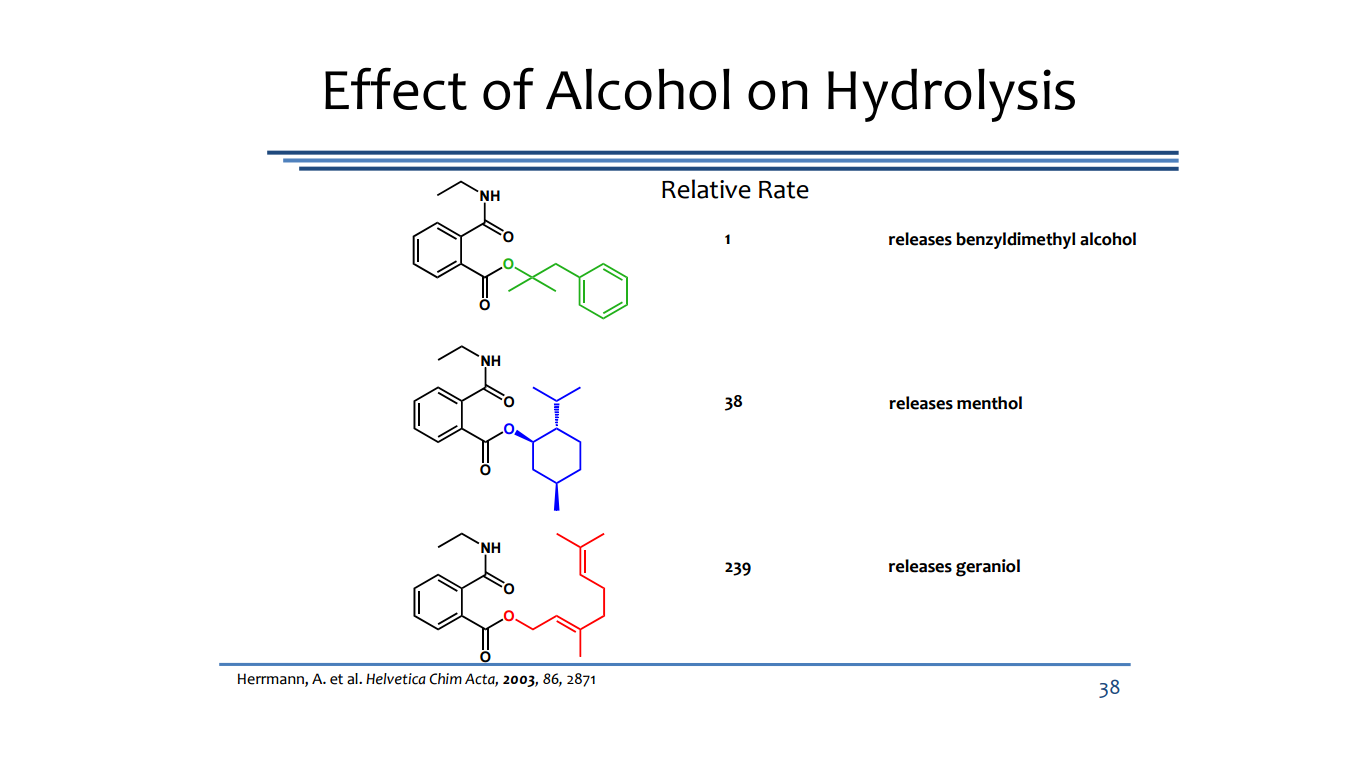 Effect of Alcohol on Hydrolysis
Relative Rate
NH
O
O
O
1
releases benzyldimethyl alcohol
NH
O
O
O
38
releases menthol
NH
O
O
O
239
releases geraniol
Herrmann, A. et al. Helvetica Chim Acta, 2003, 86, 2871
38